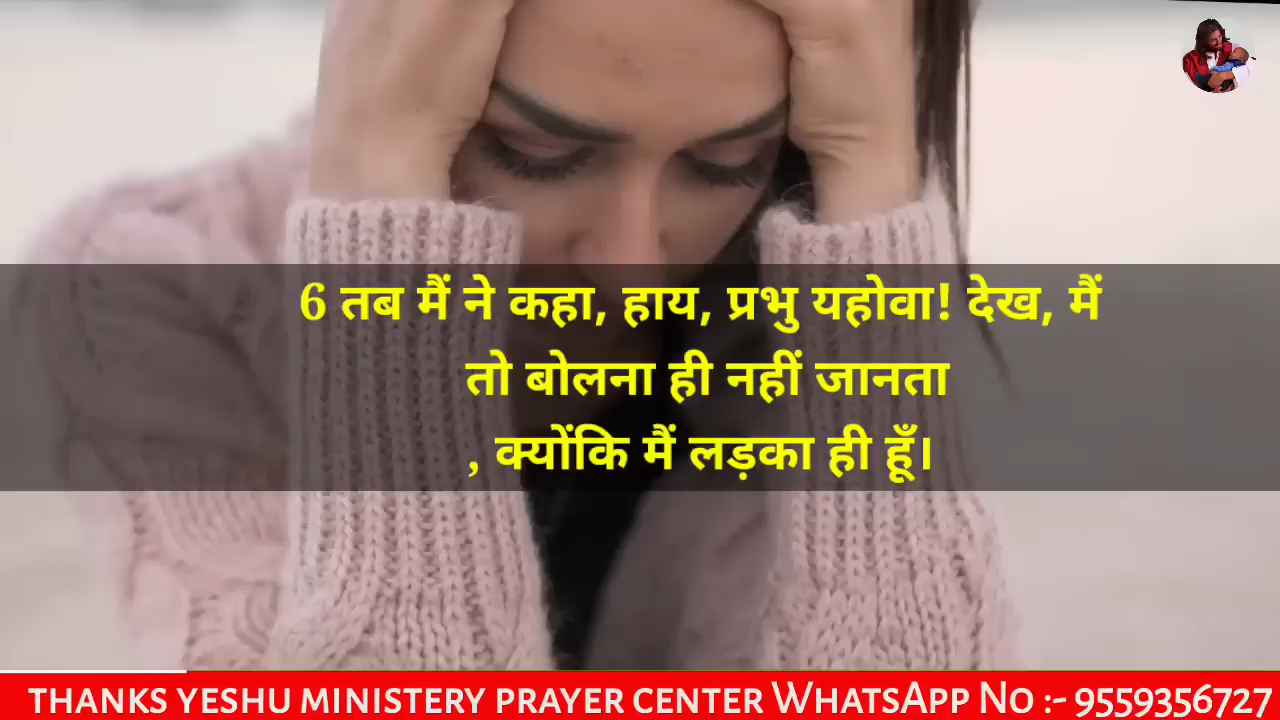 6 तब मैं ने कहा, हाय, प्रभु यहोवा! देख, मैं
तो बोलना ही नहीं जानता
, क्योंकि मैं लड़का ही हूँ।
THANKS YESHU MINISTERY PRAYER CENTER WHATSAPP NO :- 9559356727